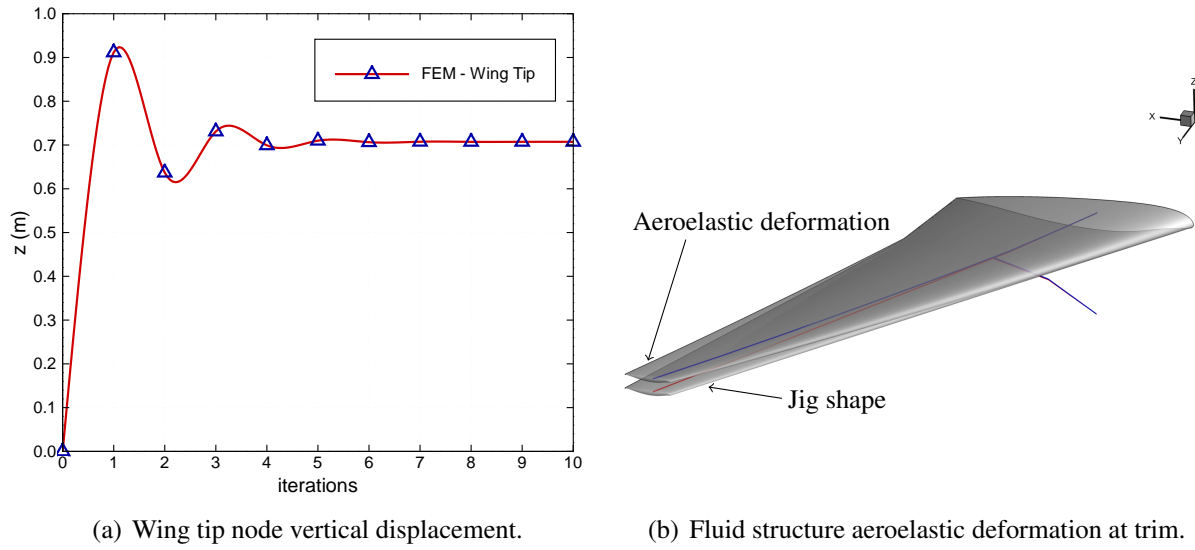 1.0
0.9
0.8
0.7
0.6
0.5
0.4
0.3
0.2
0.1
0.0
z (m)
0 1 2 3 4 5 6 7 8 9 10
iterations
FEM - Wing Tip
(a) Wing tip node vertical displacement.
Z
X
Y
Aeroelastic deformation
Jig shape
(b) Fluid structure aeroelastic deformation at trim.